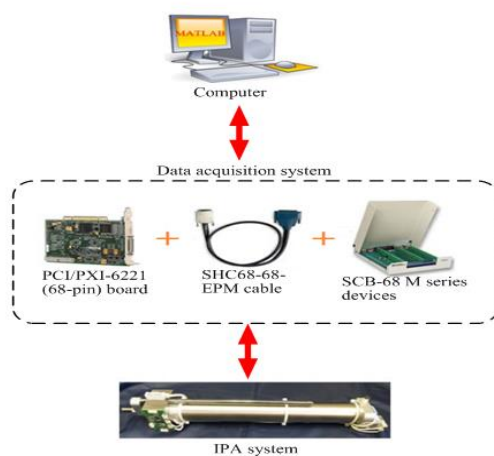 MATLAB
Computer
Data acquisition system
PCI/PXI-6221
(68-pin) board
SHC68-68-
EPM cable
SCB-68 M series
devices
IPA system